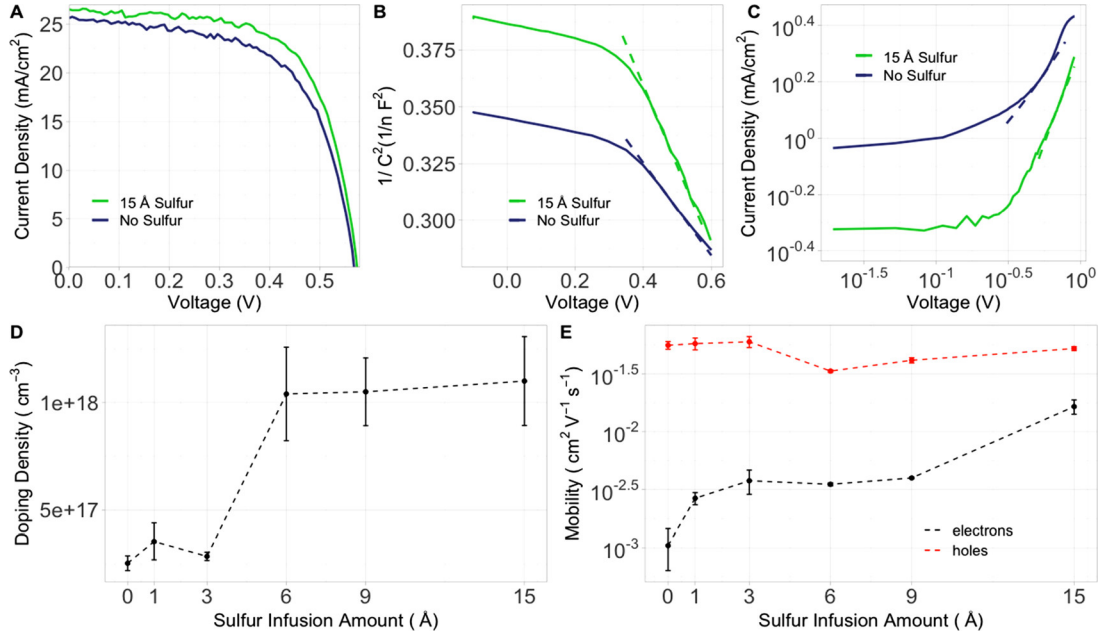 A
Current Density (mA/cm²)
25
20
15
10
5
0
15 Å Sulfur
No Sulfur
0.0 0.1 0.2 0.3 0.4 0.5
Voltage (V)
B
1/ C²(1/n F²)
0.375
0.350
0.325
0.300
15 Å Sulfur
No Sulfur
0.0 0.2 0.4 0.6
Voltage (V)
C
Current Density (mA/cm²)
10^0.4
10^0.2
10^0
10^−0.2
10^−0.4
15 Å Sulfur
No Sulfur
10^−1.5 10^−1 10^−0.5 10^0
Voltage (V)
D
Doping Density ( cm⁻³)
1e+18
5e+17
0 1 3 6 9 15
Sulfur Infusion Amount ( Å)
E
Mobility ( cm² V⁻¹ s⁻¹)
10^−1.5
10^−2
10^−2.5
10^−3
electrons
holes
0 1 3 6 9 15
Sulfur Infusion Amount ( Å)